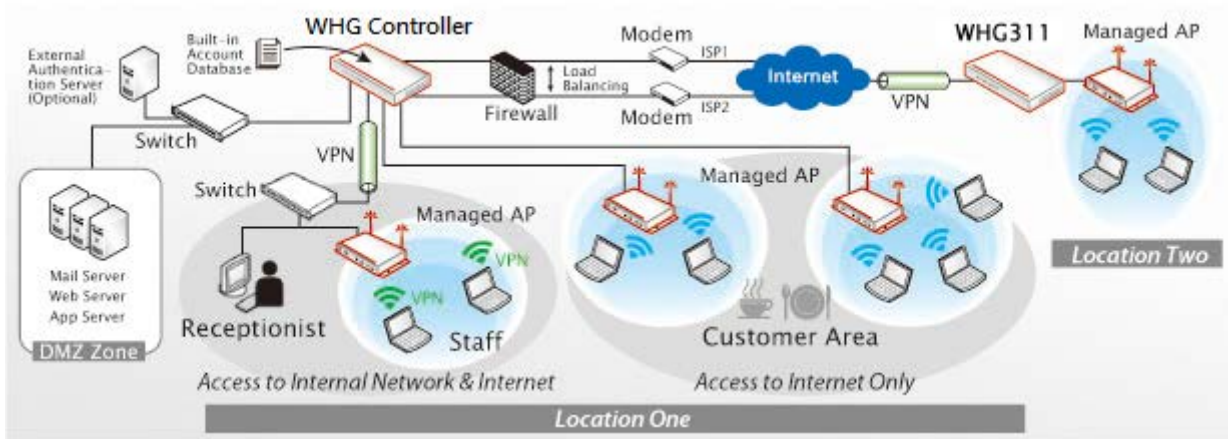 WHG Controller
Built-in
Account
Database
External
Authentica-
tion Server
(Optional)
Switch
Modem
ISP1
Load
Balancing
Firewall
Modem
ISP2
Internet
VPN
WHG311
Managed AP
VPN
Switch
Managed AP
Managed AP
Mail Server
Web Server
App Server
DMZ Zone
Receptionist
VPN
VPN
Staff
Customer Area
Location Two
Access to Internal Network & Internet
Access to Internet Only
Location One